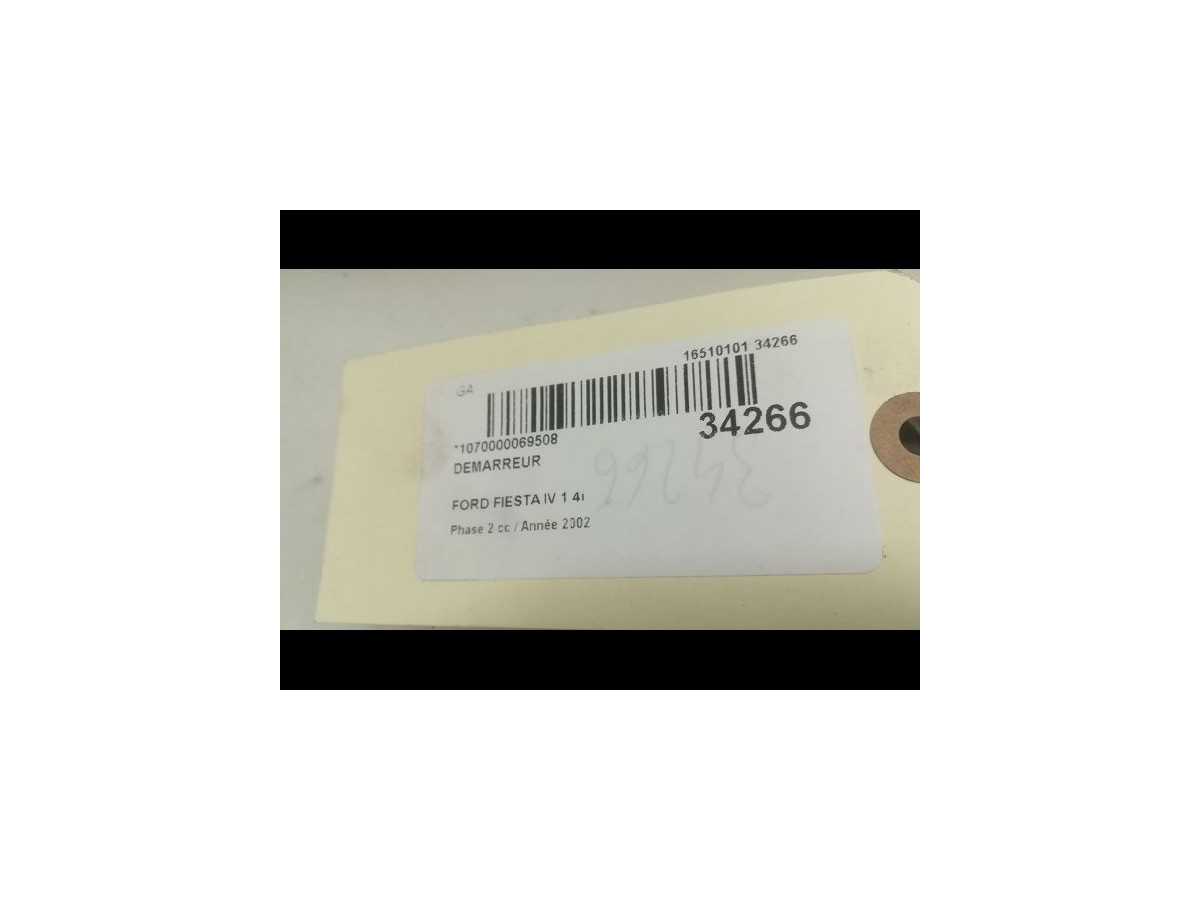 16510101 34266
GA
34266
*1070000069508
DEMARREUR
34266
FORD FIESTA IV 1 4i
Phase 2 cc / Année 2002